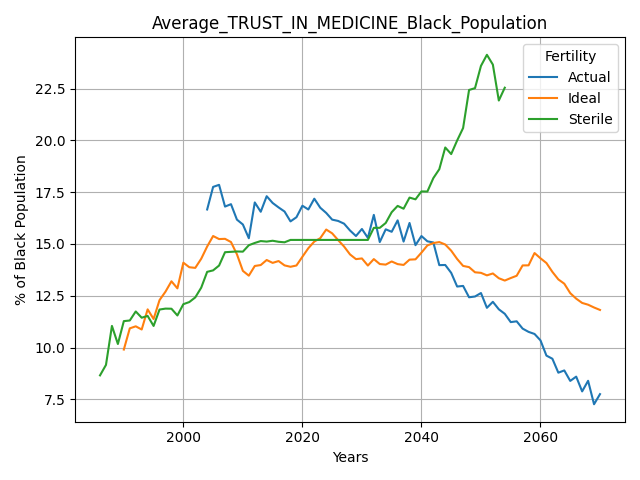 Average_TRUST_IN_MEDICINE_Black_Population
Fertility
Actual
Ideal
Sterile
% of Black Population
22.5
20.0
17.5
15.0
12.5
10.0
7.5
2000 2020 2040 2060
Years